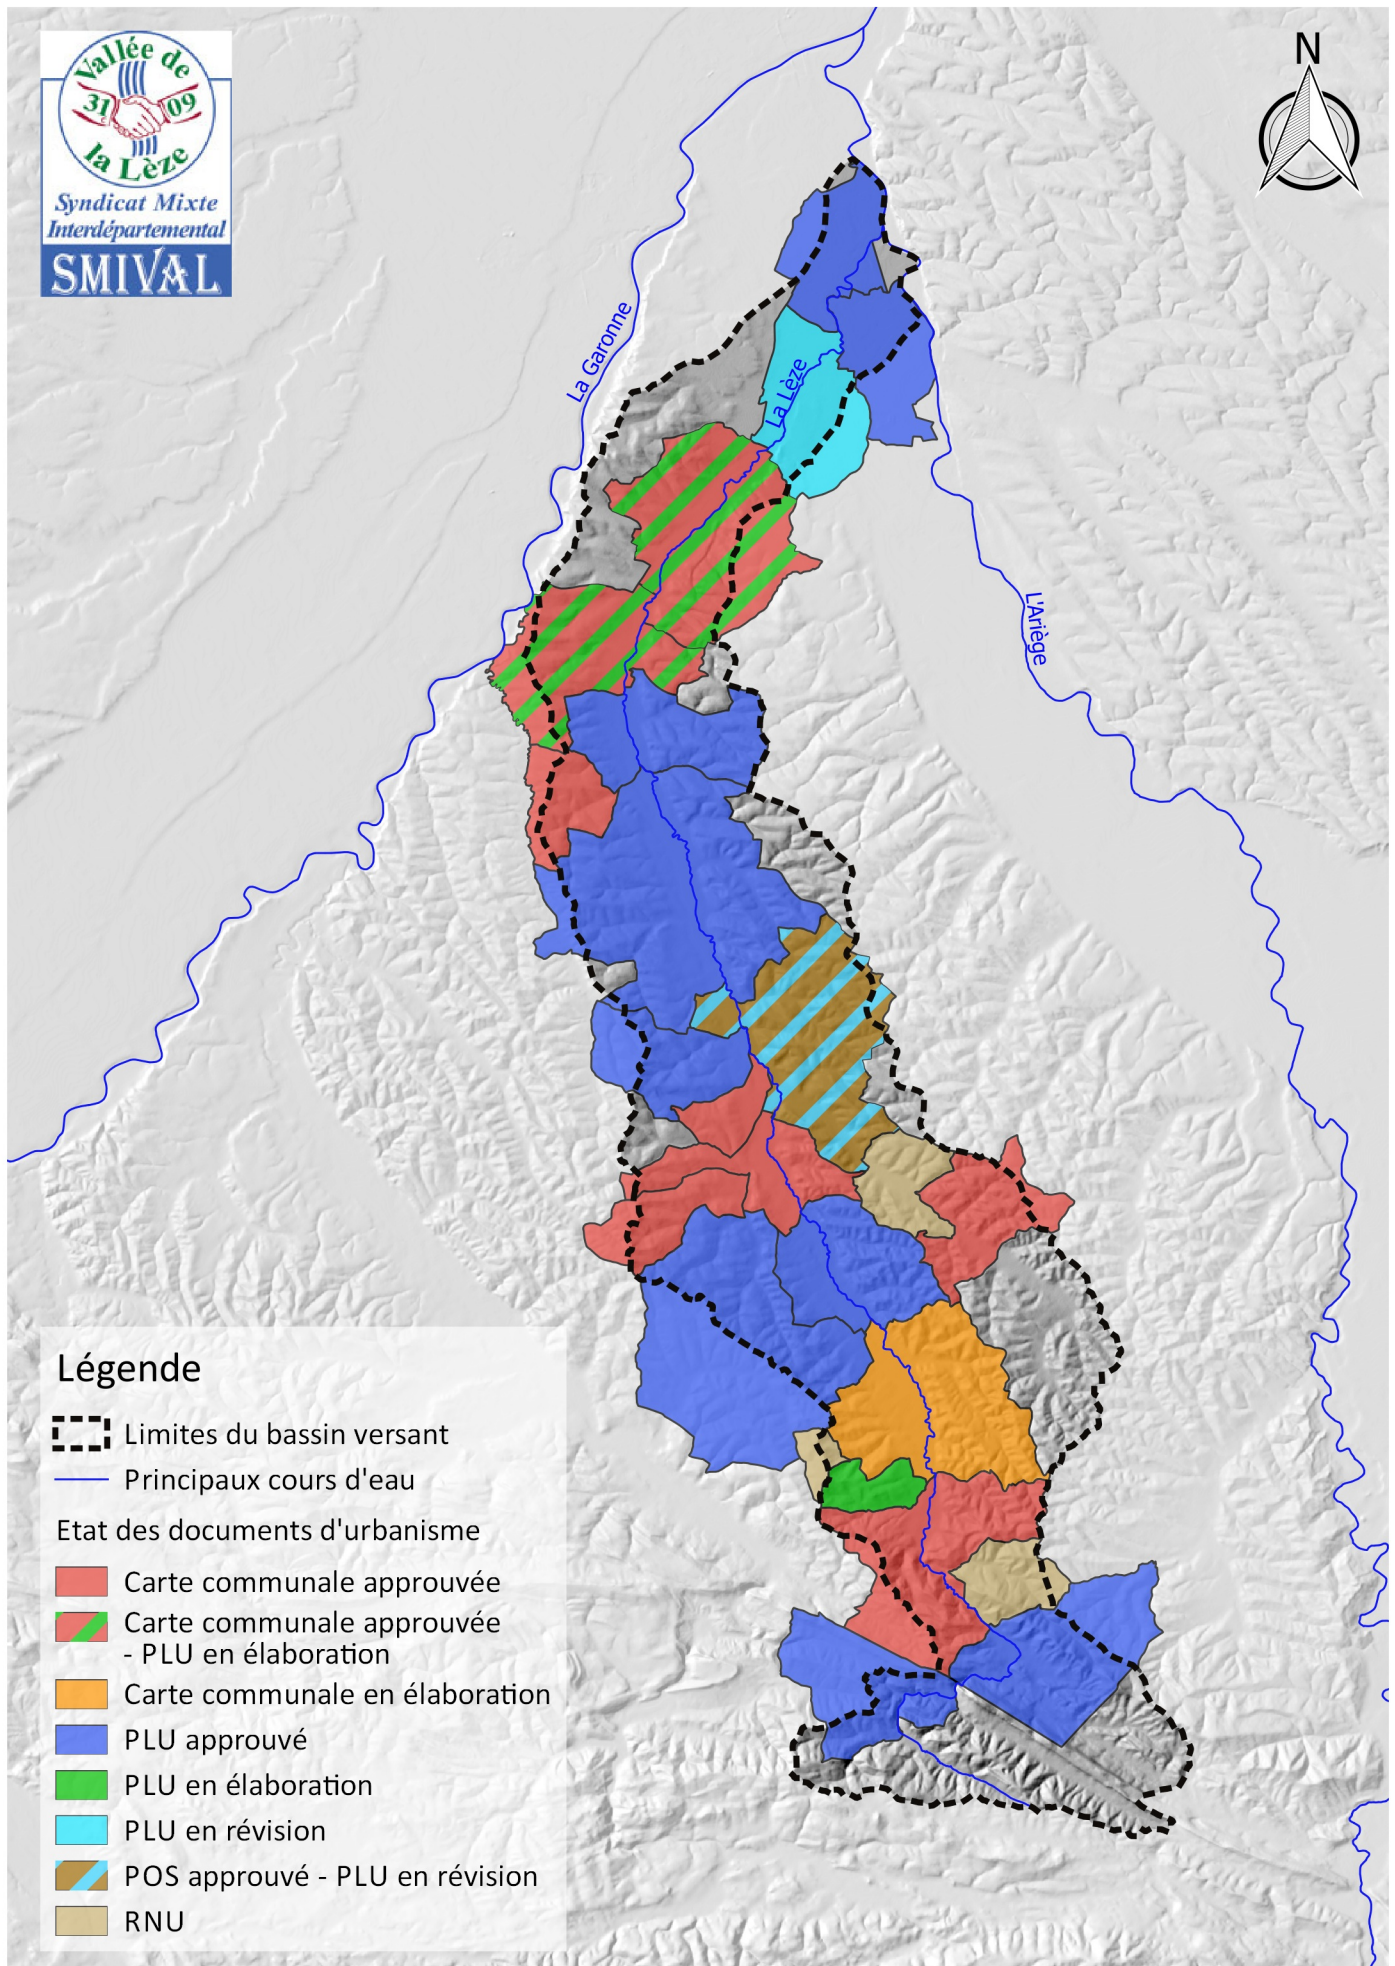 Vallée de
31 09
la Lèze
Syndicat Mixte
Interdépartemental
SMIVAL
N
La Garonne
La Lèze
L'Ariège
Légende
Limites du bassin versant
Principaux cours d'eau
Etat des documents d'urbanisme
Carte communale approuvée
Carte communale approuvée
- PLU en élaboration
Carte communale en élaboration
PLU approuvé
PLU en élaboration
PLU en révision
POS approuvé - PLU en révision
RNU